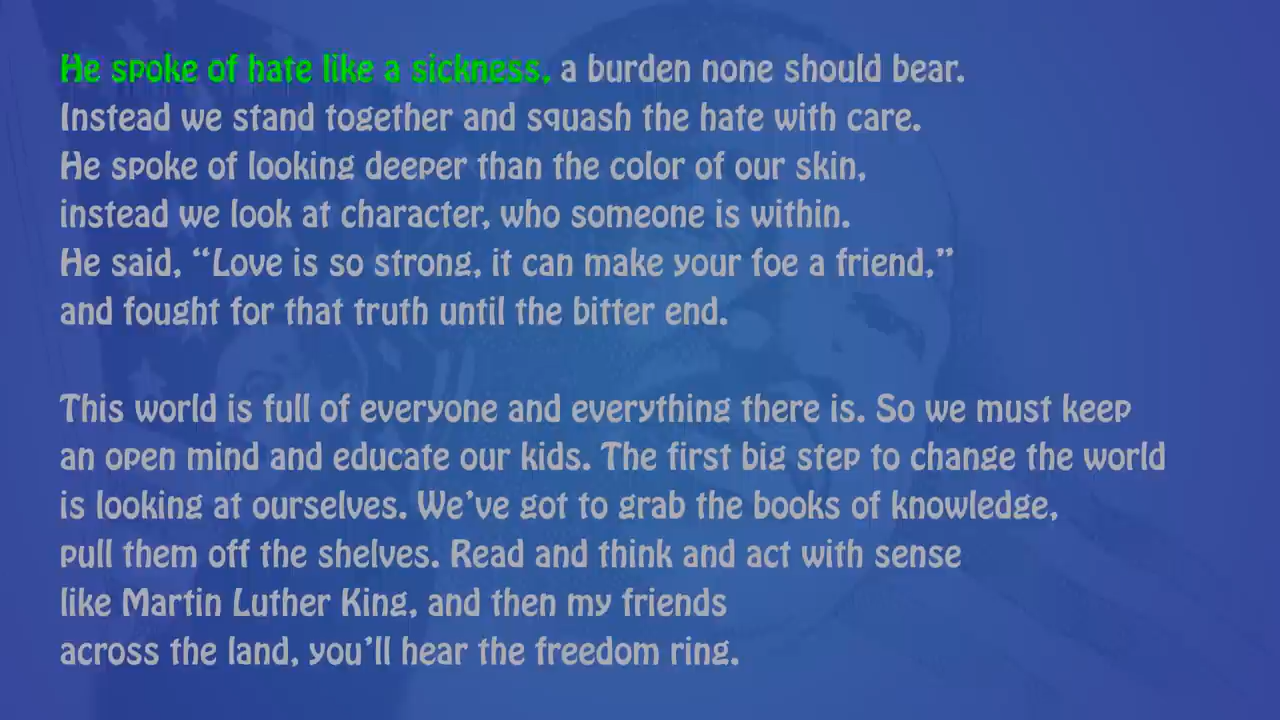 He spoke of hate like a sickness, a burden none should bear.
Instead we stand together and squash the hate with care.
He spoke of looking deeper than the color of our skin,
instead we look at character, who someone is within.
He said, “Love is so strong, it can make your foe a friend,”
and fought for that truth until the bitter end.
This world is full of everyone and everything there is. So we must keep
an open mind and educate our kids. The first big step to change the world
is looking at ourselves. We’ve got to grab the books of knowledge,
pull them off the shelves. Read and think and act with sense
like Martin Luther King, and then my friends
across the land, you’ll hear the freedom ring.